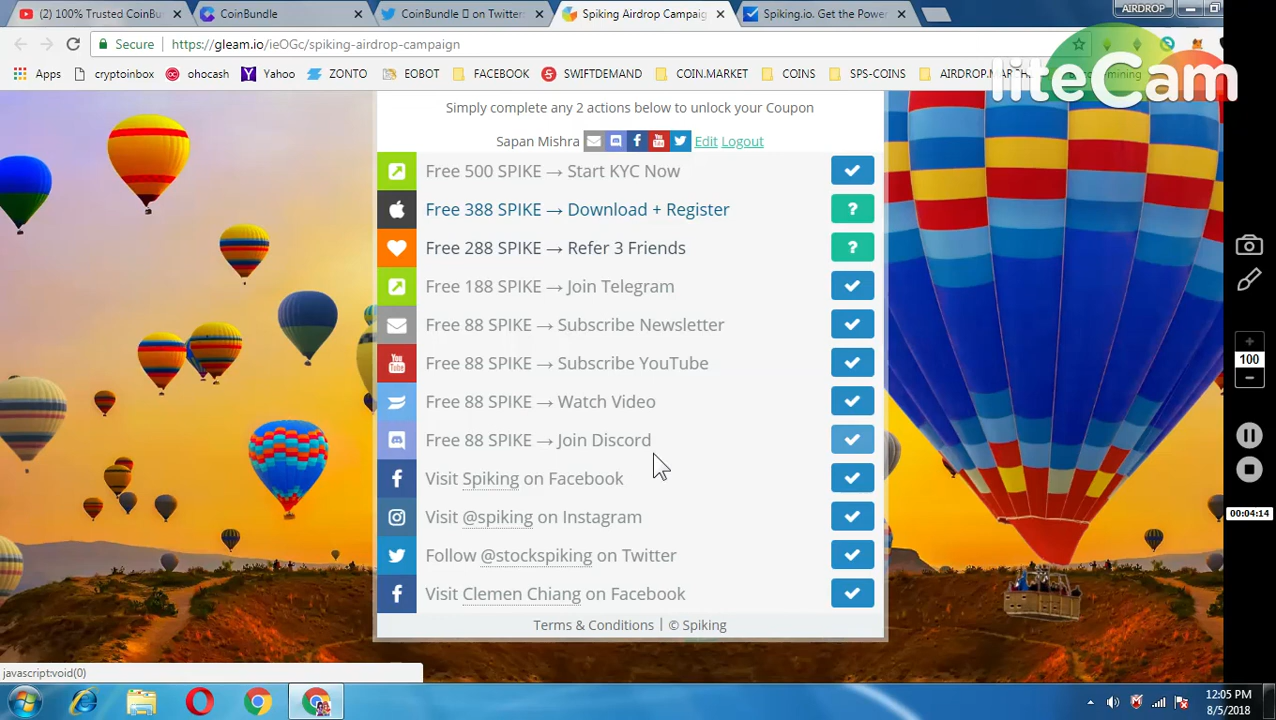 (2) 100% Trusted CoinBu
CoinBundle
CoinBundle
on Twitter
Spiking Airdrop Campaig
Spiking.io. Get the Power
AIRDROP
Secure
https://gleam.io/ieOGc/spiking-airdrop-campaign
Apps
cryptoinbox
ohocash
Yahoo
ZONTO
EOBOT
FACEBOOK
SWIFTDEMAND
COIN.MARKET
COINS
SPS-COINS
mining
liteCam
Simply complete any 2 actions below to unlock your Coupon
Sapan Mishra Edit Logout
Free 500 SPIKE → Start KYC Now
Free 388 SPIKE → Download + Register ?
Free 288 SPIKE → Refer 3 Friends ?
Free 188 SPIKE → Join Telegram
Free 88 SPIKE → Subscribe Newsletter
Free 88 SPIKE → Subscribe YouTube
Free 88 SPIKE → Watch Video
Free 88 SPIKE → Join Discord
Visit Spiking on Facebook
Visit @spiking on Instagram
Follow @stockspiking on Twitter
Visit Clemen Chiang on Facebook
Terms & Conditions | © Spiking
100
00:04:14
javascript:void(0)
12:05 PM
8/5/2018